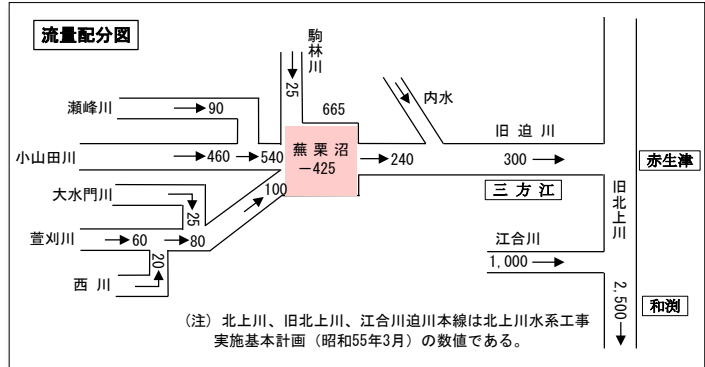 流量配分図
駒林川
25
665
内水
瀬峰川
90
旧迫川
小山田川
460
540
蕪栗沼
－425
240
300
赤生津
三方江
大水門川
25
100
旧北上川
萱刈川
60
80
江合川
1,000
20
西川
2,500
和渕
（注）北上川、旧北上川、江合川迫川本線は北上川水系工事
実施基本計画（昭和55年3月）の数値である。